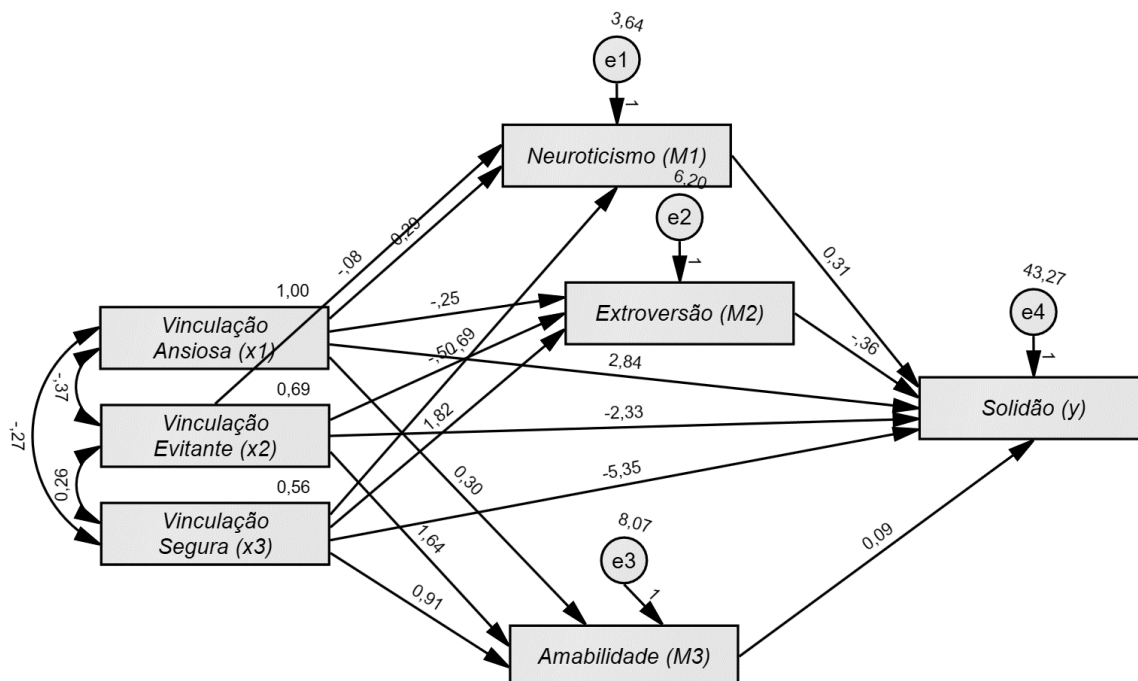 3,64
e1
1
Neuroticismo (M1)
6,20
e2
1
-,08
0,29
0,31
43,27
e4
1
1,00
Vinculação
Ansiosa (x1)
-,25
Extroversão (M2)
-,50
,69
2,84
-,36
-,37
-,27
0,69
Vinculação
Evitante (x2)
1,82
-2,33
Solidão (y)
0,26
0,56
Vinculação
Segura (x3)
0,30
-5,35
1,64
8,07
e3
1
0,09
0,91
Amabilidade (M3)